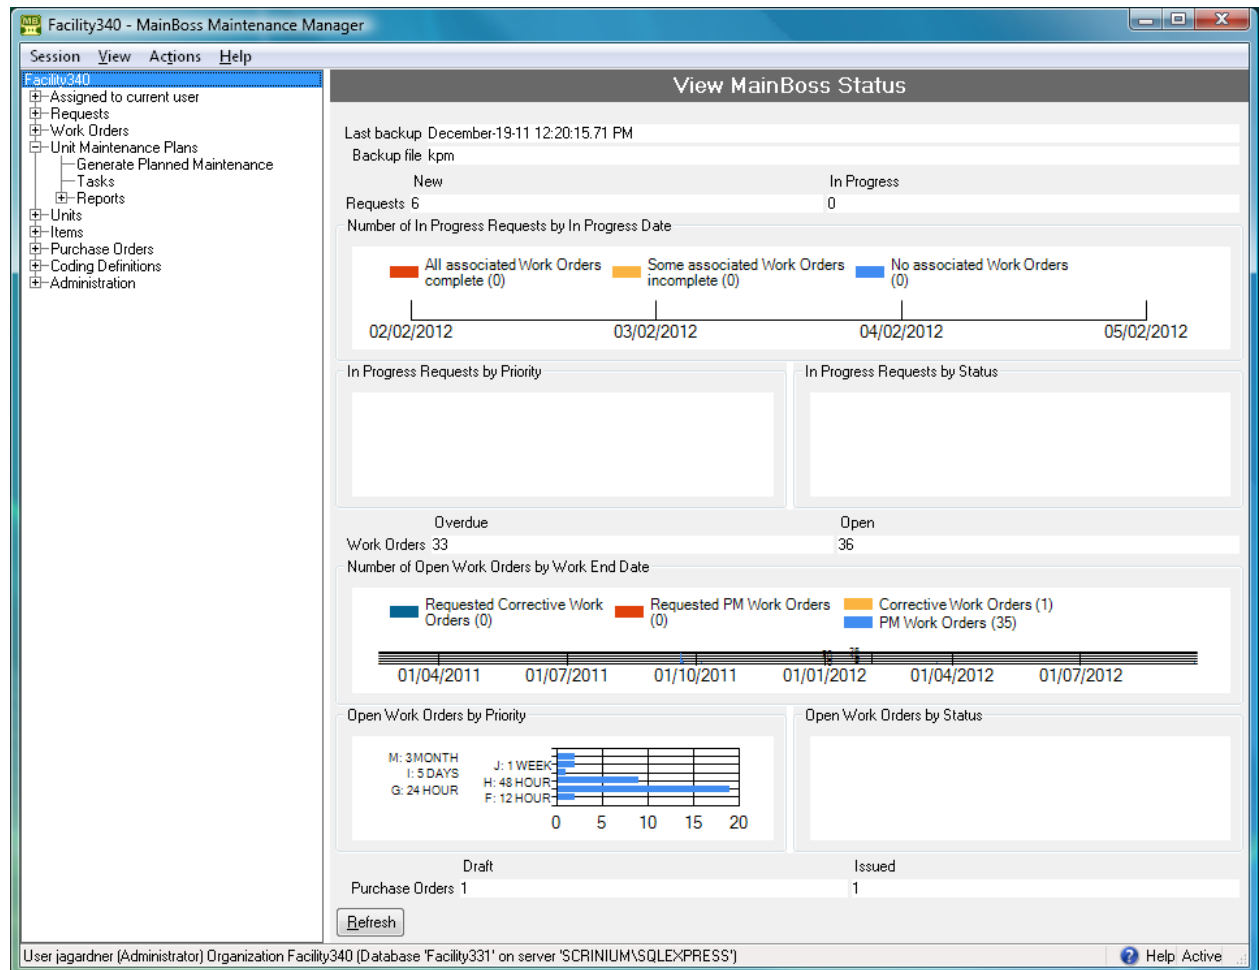 Facility340 - MainBoss Maintenance Manager
Session View Actions Help
Facility340
Assigned to current user
Requests
Work Orders
Unit Maintenance Plans
Generate Planned Maintenance
Tasks
Reports
Units
Items
Purchase Orders
Coding Definitions
Administration
View MainBoss Status
Last backup December-19-11 12:20:15.71 PM
Backup file kpm
New In Progress
Requests 6 0
Number of In Progress Requests by In Progress Date
All associated Work Orders complete (0)
Some associated Work Orders incomplete (0)
No associated Work Orders (0)
02/02/2012 03/02/2012 04/02/2012 05/02/2012
In Progress Requests by Priority
In Progress Requests by Status
Overdue Open
Work Orders 33 36
Number of Open Work Orders by Work End Date
Requested Corrective Work Orders (0)
Requested PM Work Orders (0)
Corrective Work Orders (1)
PM Work Orders (35)
01/04/2011 01/07/2011 01/10/2011 01/01/2012 01/04/2012 01/07/2012
Open Work Orders by Priority
M: 3MONTH
J: 1 WEEK
I: 5 DAYS
H: 48 HOUR
G: 24 HOUR
F: 12 HOUR
0 5 10 15 20
Open Work Orders by Status
Draft Issued
Purchase Orders 1 1
Refresh
User jagardner (Administrator) Organization Facility340 (Database 'Facility331' on server 'SCRINIUM\SQLEXPRESS') Help Active